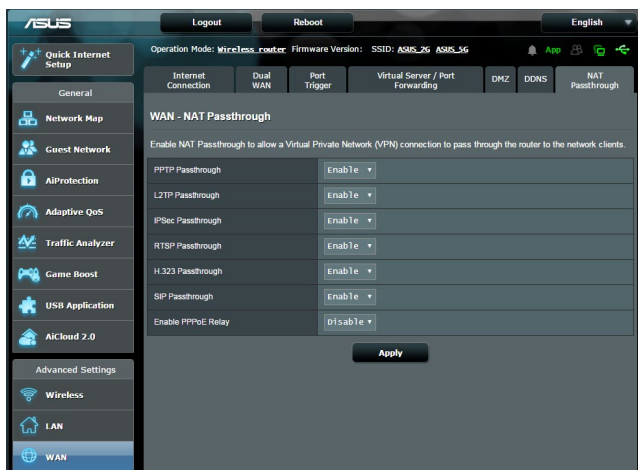 ASUS
Logout
Reboot
English
Quick Internet
Setup
Operation Mode: Wireless router Firmware Version: SSID: ASUS_2G ASUS_5G
App
Internet
Connection
Dual
WAN
Port
Trigger
Virtual Server / Port
Forwarding
DMZ
DDNS
NAT
Passthrough
General
Network Map
Guest Network
AiProtection
Adaptive QoS
Traffic Analyzer
Game Boost
USB Application
AiCloud 2.0
Advanced Settings
Wireless
LAN
WAN
WAN - NAT Passthrough
Enable NAT Passthrough to allow a Virtual Private Network (VPN) connection to pass through the router to the network clients.
PPTP Passthrough Enable
L2TP Passthrough Enable
IPSec Passthrough Enable
RTSP Passthrough Enable
H.323 Passthrough Enable
SIP Passthrough Enable
Enable PPPoE Relay Disable
Apply